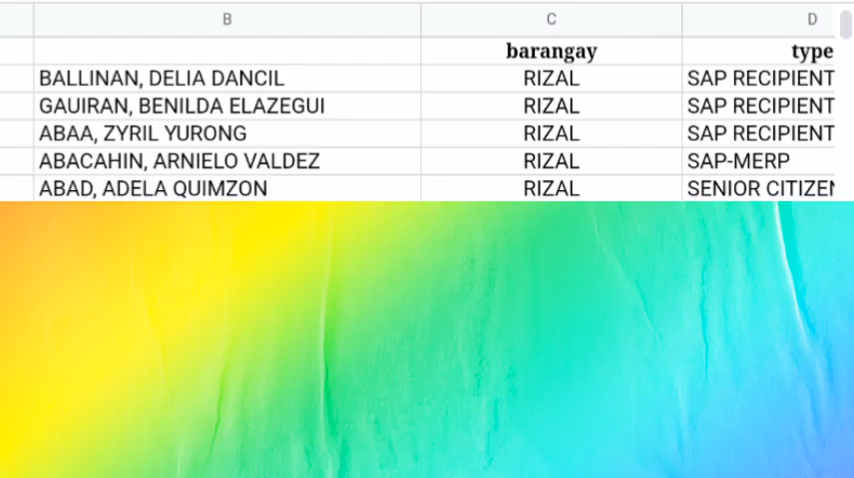 B C D
barangay type
BALLINAN, DELIA DANCIL RIZAL SAP RECIPIENT
GAUIRAN, BENILDA ELAZEGUI RIZAL SAP RECIPIENT
ABAA, ZYRIL YURONG RIZAL SAP RECIPIENT
ABACAHIN, ARNIELO VALDEZ RIZAL SAP-MERP
ABAD, ADELA QUIMZON RIZAL SENIOR CITIZEN